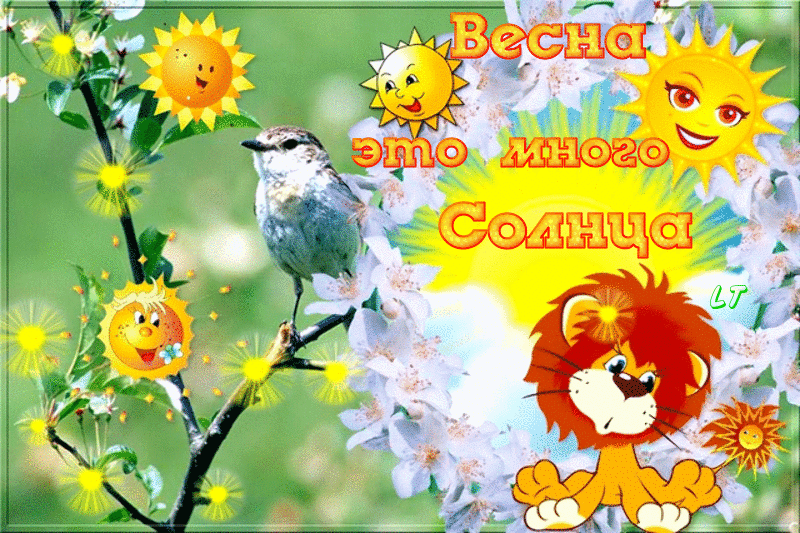 Весна
это много
Солнца
LT